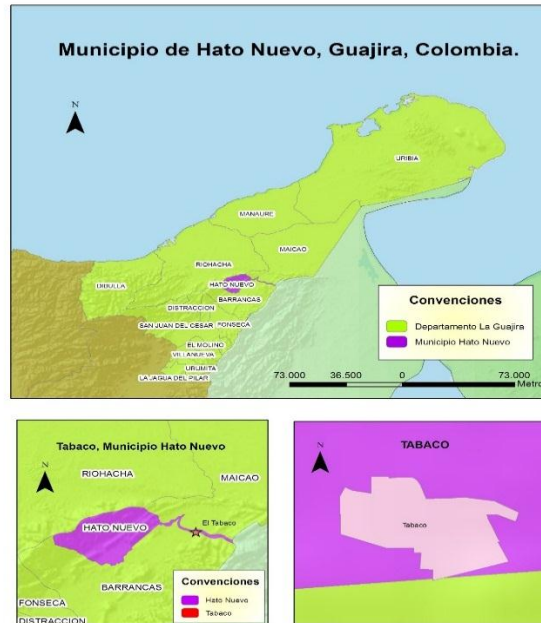 Municipio de Hato Nuevo, Guajira, Colombia.
N
URIBIA
MANAURE
MAICAO
RIOHACHA
DIBULLA
HATO NUEVO
BARRANCAS
DISTRACCION
SAN JUAN DEL CESAR
FONSECA
EL MOLINO
VILLANUEVA
URUMITA
LA JAGUA DEL PILAR
Convenciones
Departamento La Guajira
Municipio Hato Nuevo
73.000 36.500 0 73.000
Metro
Tabaco, Municipio Hato Nuevo
RIOHACHA
MAICAO
N
HATO NUEVO
El Tabaco
BARRANCAS
Convenciones
Hato Nuevo
Tabaco
FONSECA
DISTRACCION
TABACO
N
Tabaco